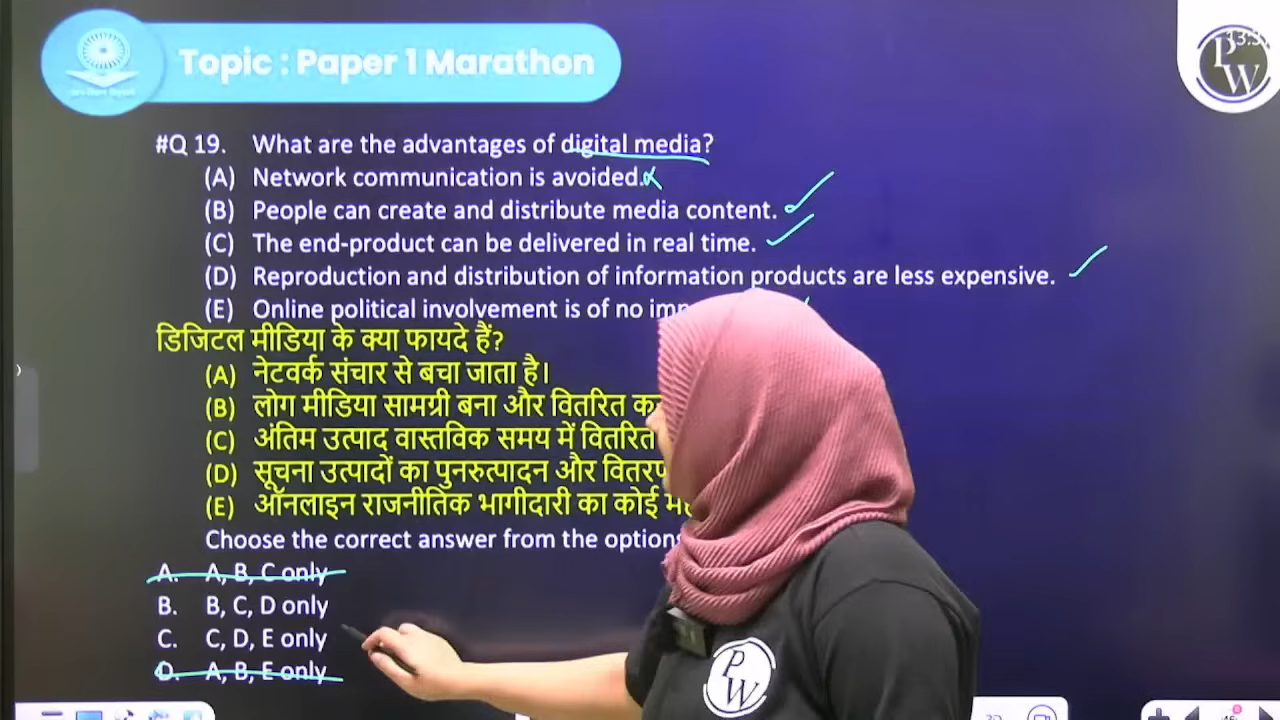 Topic : Paper 1 Marathon
PW
#Q 19. What are the advantages of digital media?
(A) Network communication is avoided.
(B) People can create and distribute media content.
(C) The end-product can be delivered in real time.
(D) Reproduction and distribution of information products are less expensive.
(E) Online political involvement is of no
डिजिटल मीडिया के क्या फायदे हैं?
(A) नेटवर्क संचार से बचा जाता है।
(B) लोग मीडिया सामग्री बना और वितरित
(C) अंतिम उत्पाद वास्तविक समय में वितरित
(D) सूचना उत्पादों का पुनरुत्पादन और
(E) ऑनलाइन राजनीतिक भागीदारी का कोई
Choose the correct answer from the options
A. A, B, C only
B. B, C, D only
C. C, D, E only
D. A, B, E only
PW